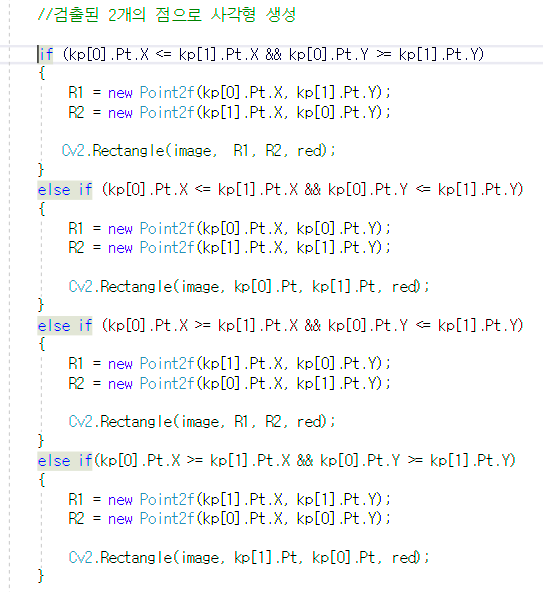 //검출된 2개의 점으로 사각형 생성
if (kp[0].Pt.X <= kp[1].Pt.X && kp[0].Pt.Y >= kp[1].Pt.Y)
{
R1 = new Point2f(kp[0].Pt.X, kp[1].Pt.Y);
R2 = new Point2f(kp[1].Pt.X, kp[0].Pt.Y);
Cv2.Rectangle(image,  R1, R2, red);
}
else if (kp[0].Pt.X <= kp[1].Pt.X && kp[0].Pt.Y <= kp[1].Pt.Y)
{
R1 = new Point2f(kp[0].Pt.X, kp[0].Pt.Y);
R2 = new Point2f(kp[1].Pt.X, kp[1].Pt.Y);
Cv2.Rectangle(image, kp[0].Pt, kp[1].Pt, red);
}
else if (kp[0].Pt.X >= kp[1].Pt.X && kp[0].Pt.Y <= kp[1].Pt.Y)
{
R1 = new Point2f(kp[1].Pt.X, kp[0].Pt.Y);
R2 = new Point2f(kp[0].Pt.X, kp[1].Pt.Y);
Cv2.Rectangle(image, R1, R2, red);
}
else if(kp[0].Pt.X >= kp[1].Pt.X && kp[0].Pt.Y >= kp[1].Pt.Y)
{
R1 = new Point2f(kp[1].Pt.X, kp[1].Pt.Y);
R2 = new Point2f(kp[0].Pt.X, kp[0].Pt.Y);
Cv2.Rectangle(image, kp[1].Pt, kp[0].Pt, red);
}